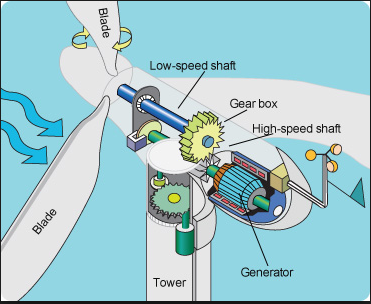 Blade
Low-speed shaft
Gear box
High-speed shaft
Blade
Generator
Tower